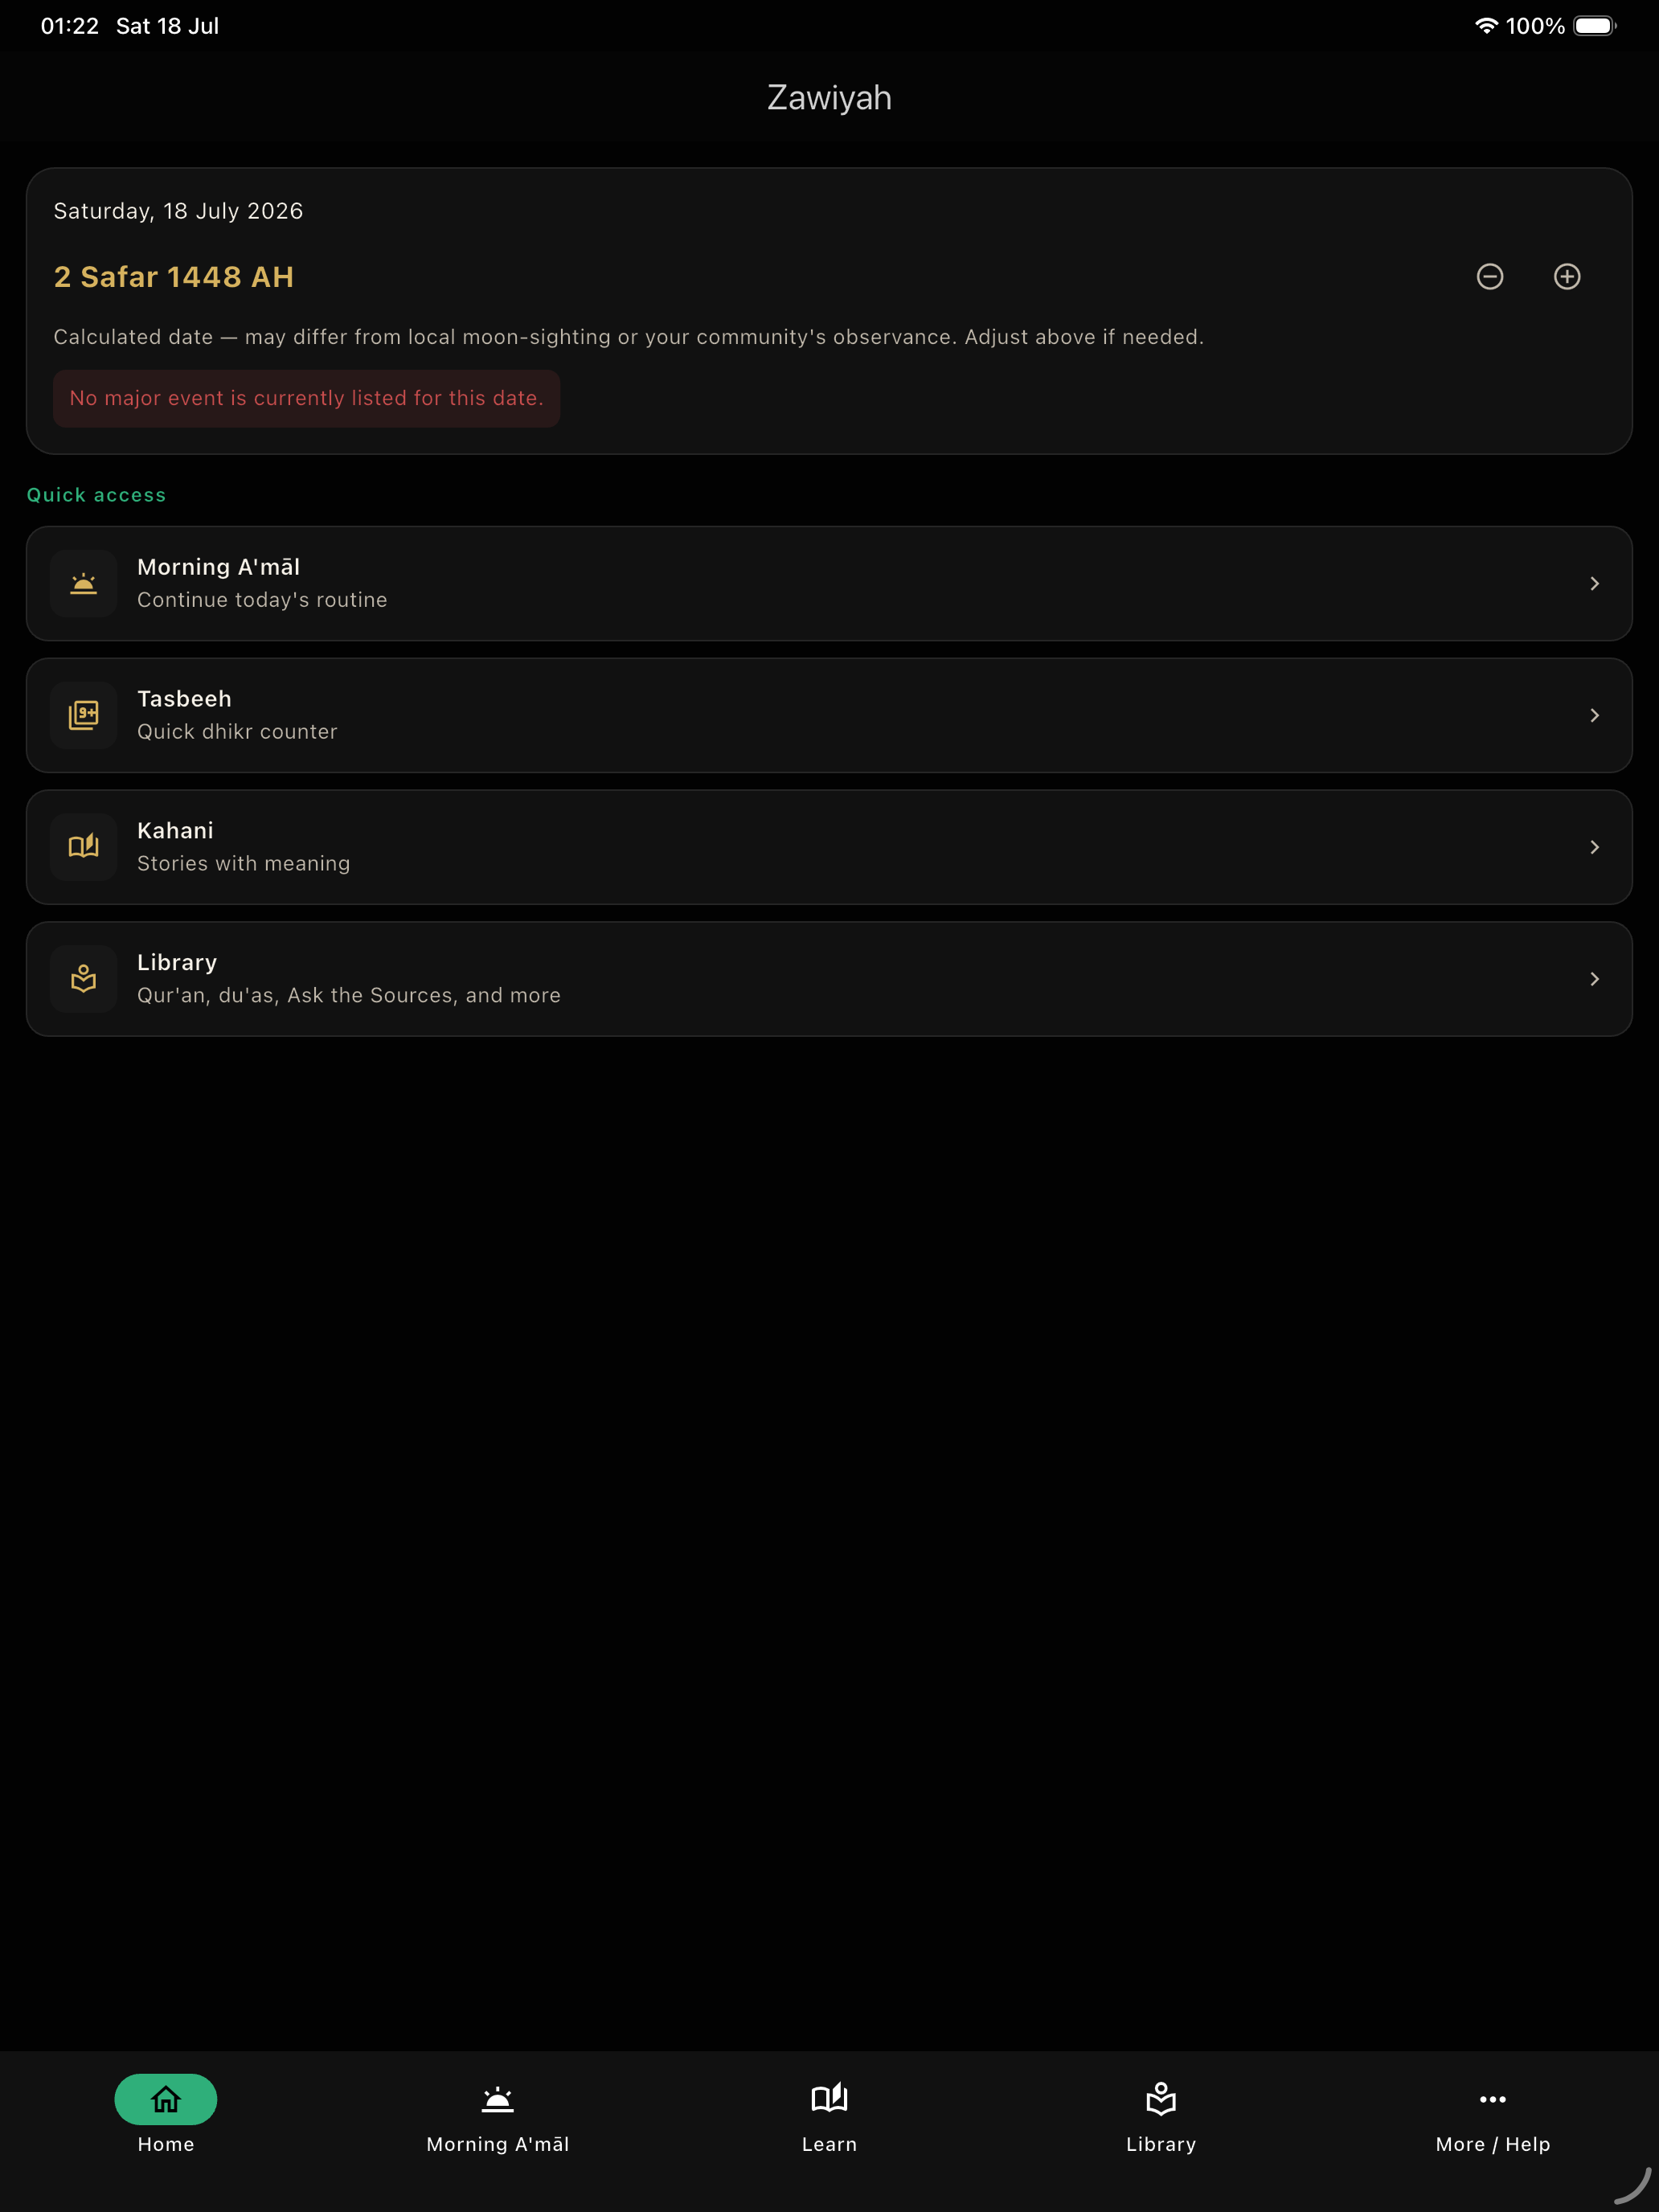 01:22 Sat 18 Jul
100%
Zawiyah
Saturday, 18 July 2026
2 Safar 1448 AH
Calculated date — may differ from local moon-sighting or your community's observance. Adjust above if needed.
No major event is currently listed for this date.
Quick access
Morning A'māl
Continue today's routine
9+
Tasbeeh
Quick dhikr counter
Kahani
Stories with meaning
Library
Qur'an, du'as, Ask the Sources, and more
Home
Morning A'māl
Learn
Library
More / Help